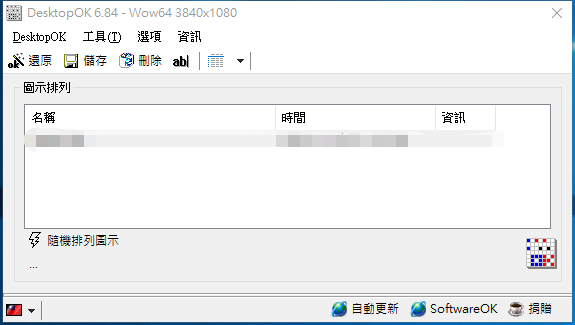 DesktopOK 6.84 - Wow64 3840x1080
DesktopOK 工具(T) 選項 資訊
還原 儲存 刪除 ab|
圖示排列
名稱 時間 資訊
隨機排列圖示
...
自動更新 SoftwareOK 捐贈